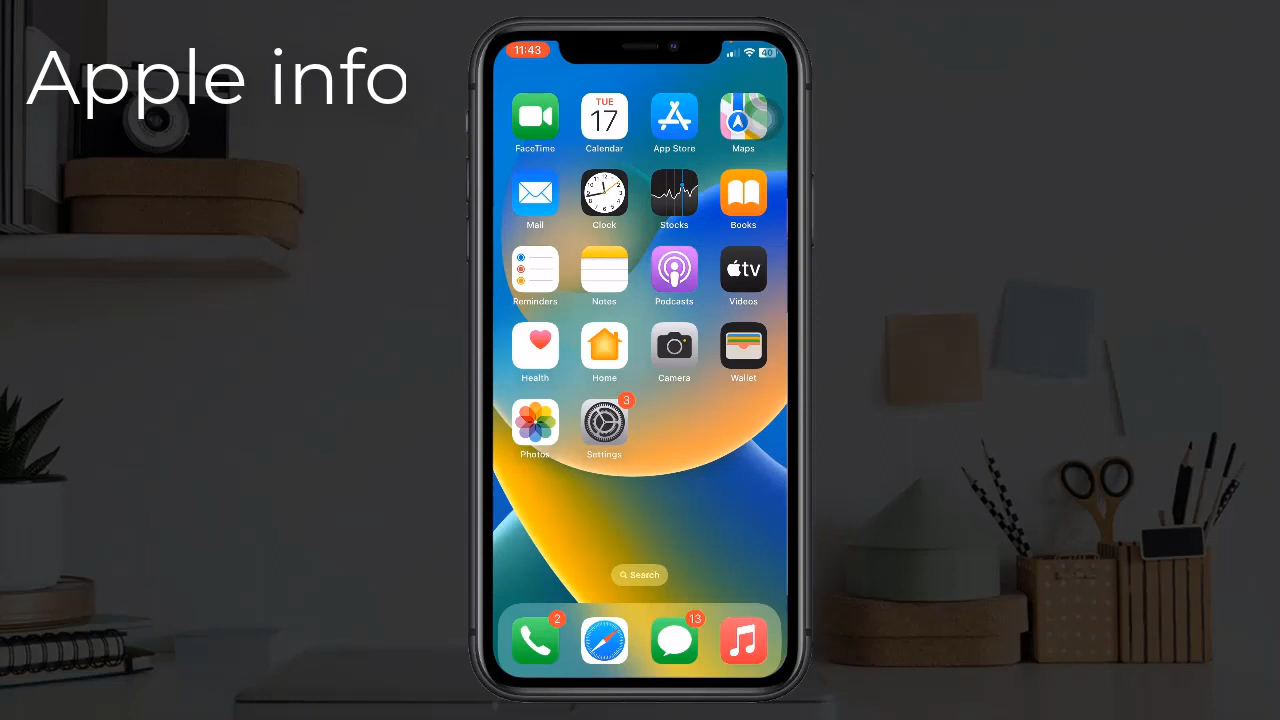 Apple info
11:43
40
TUE
17
FaceTime
Calendar
App Store
Maps
Mail
Clock
Stocks
Books
tv
Reminders
Notes
Podcasts
Videos
Health
Home
Camera
Wallet
3
Photos
Settings
Search
2
13